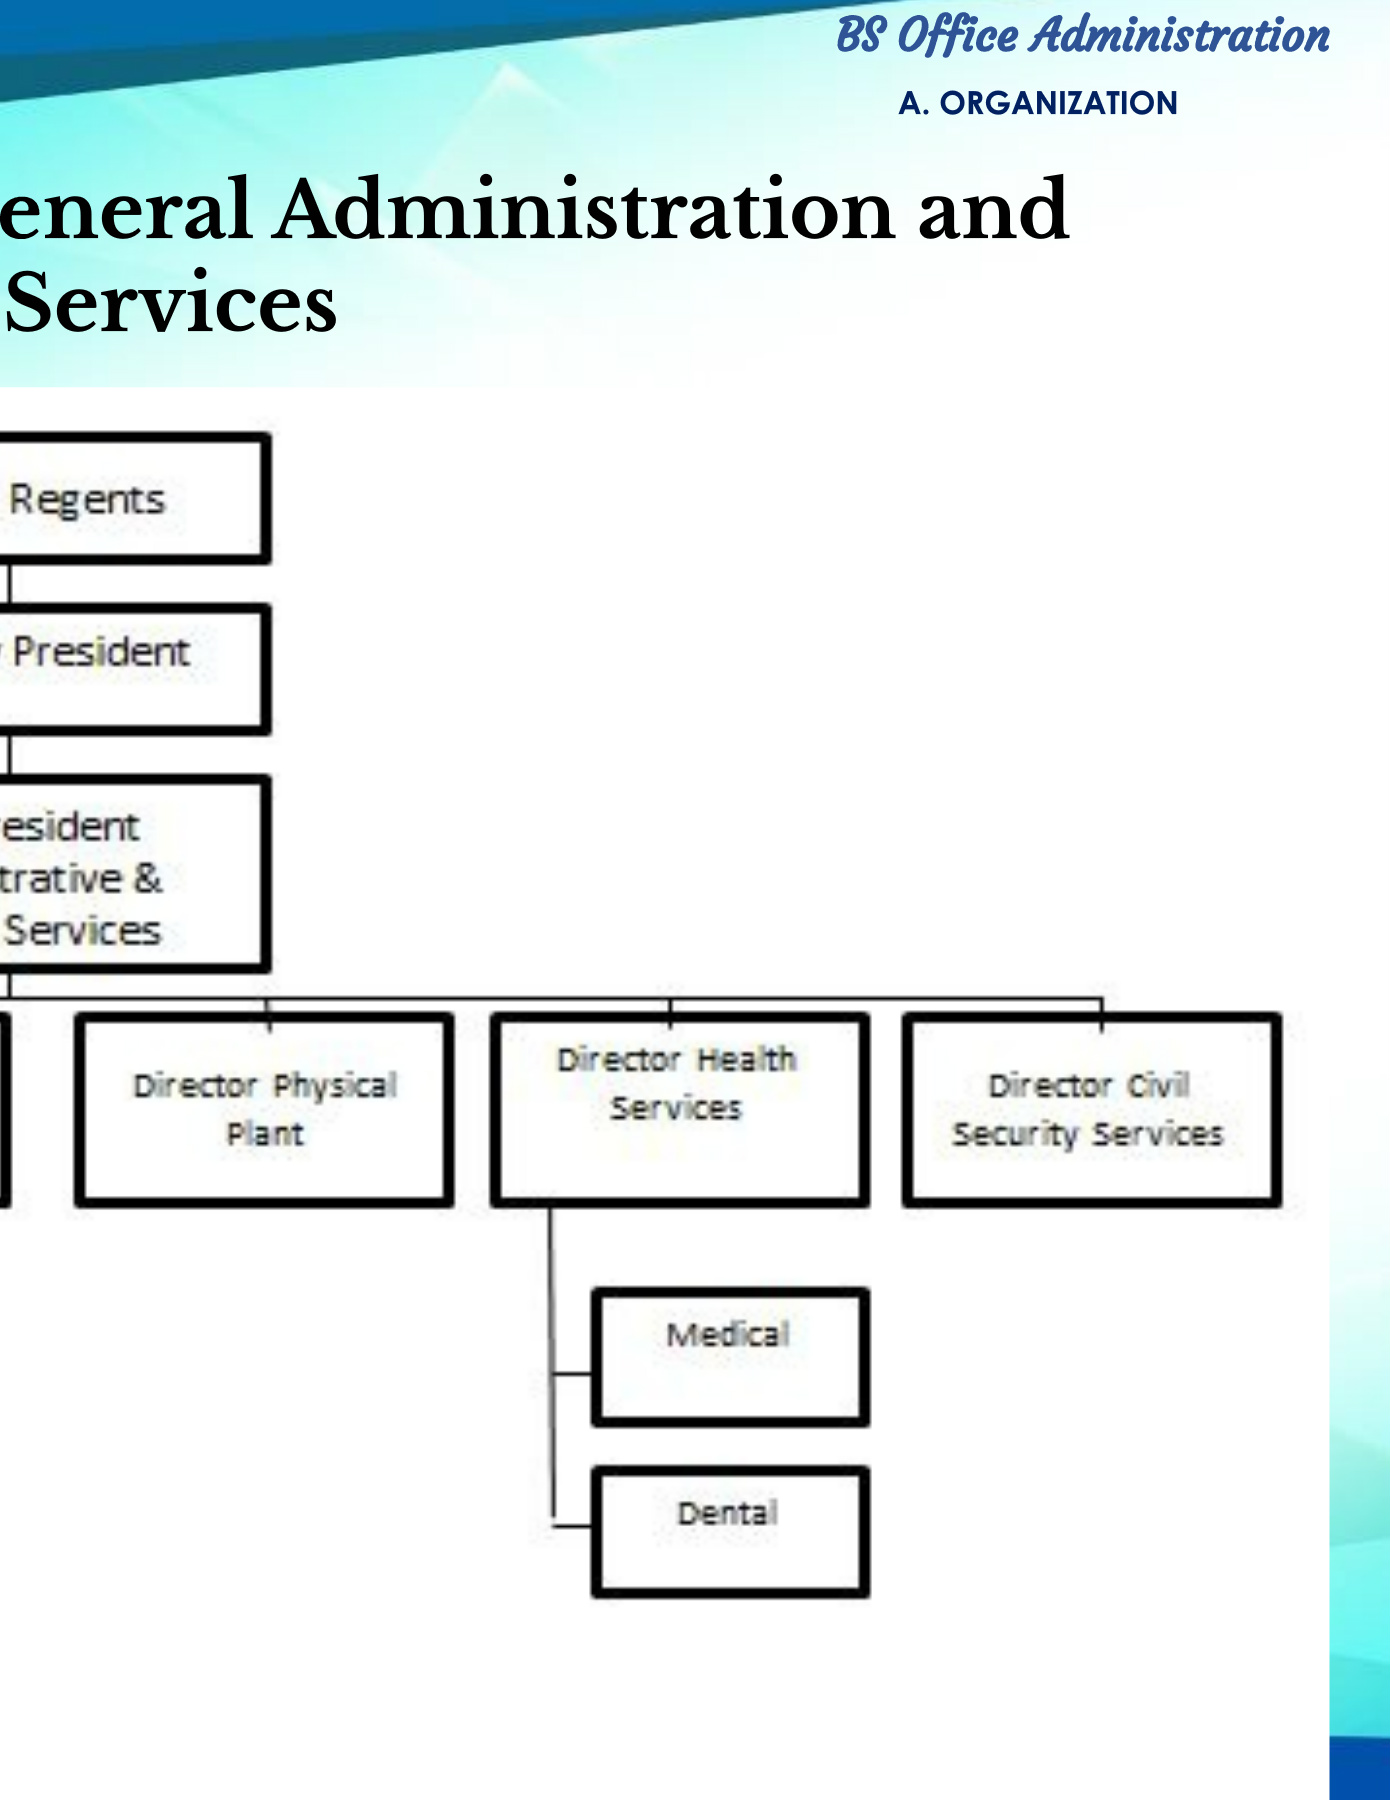 BS Office Administration
A. ORGANIZATION
eneral Administration and
Services
Regents
President
esident
trative &
Services
Director Physical
Plant
Director Health
Services
Director Civil
Security Services
Medical
Dental